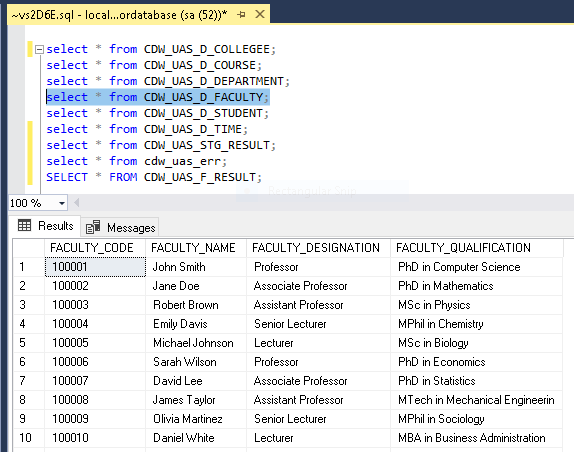 ~vs2D6E.sql - local...ordatabase (sa (52))*
select * from CDW_UAS_D_COLLEGEE;
select * from CDW_UAS_D_COURSE;
select * from CDW_UAS_D_DEPARTMENT;
select * from CDW_UAS_D_FACULTY;
select * from CDW_UAS_D_STUDENT;
select * from CDW_UAS_D_TIME;
select * from CDW_UAS_STG_RESULT;
select * from cdw_uas_err;
SELECT * FROM CDW_UAS_F_RESULT;
Rectangular Snip
100 %
Results Messages
FACULTY_CODE FACULTY_NAME FACULTY_DESIGNATION FACULTY_QUALIFICATION
1 100001 John Smith Professor PhD in Computer Science
2 100002 Jane Doe Associate Professor PhD in Mathematics
3 100003 Robert Brown Assistant Professor MSc in Physics
4 100004 Emily Davis Senior Lecturer MPhil in Chemistry
5 100005 Michael Johnson Lecturer MSc in Biology
6 100006 Sarah Wilson Professor PhD in Economics
7 100007 David Lee Associate Professor PhD in Statistics
8 100008 James Taylor Assistant Professor MTech in Mechanical Engineerin
9 100009 Olivia Martinez Senior Lecturer MPhil in Sociology
10 100010 Daniel White Lecturer MBA in Business Administration